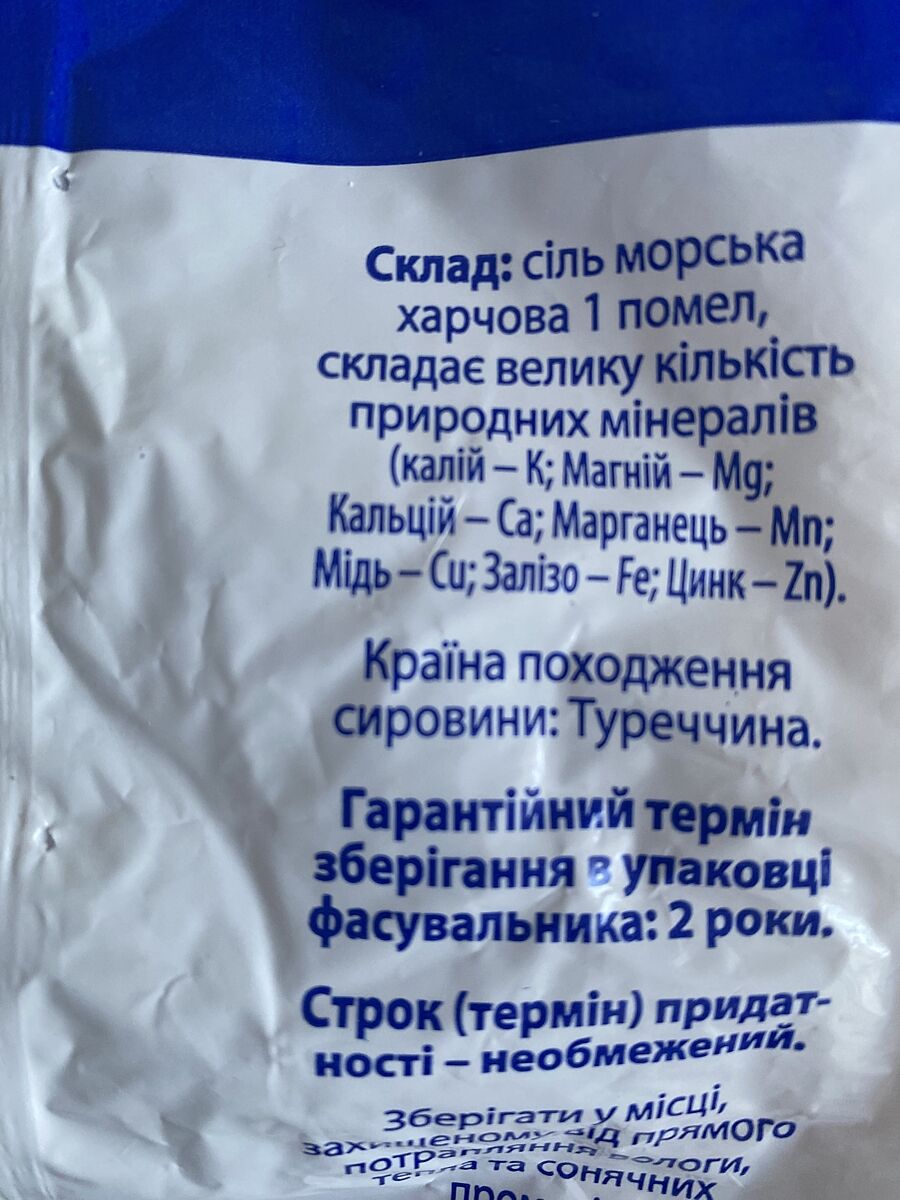 Склад: сіль морська
харчова 1 помел,
складає велику кількість
природних мінералів
(калій – K; Магній – Mg;
Кальцій – Ca; Марганець – Mn;
Мідь – Cu; Залізо – Fe; Цинк – Zn).
Країна походження
сировини: Туреччина.
Гарантійний термін
зберігання в упаковці
фасувальника: 2 роки.
Строк (термін) придат-
ності – необмежений.
Зберігати у місці,
захищеному від прямого
потрапляння вологи,
тепла та сонячних